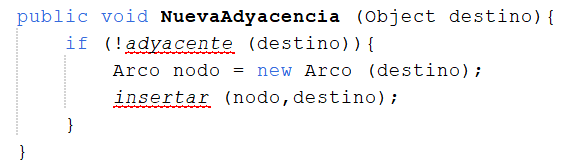 public void NuevaAdyacencia (Object destino){
if (!adyacente (destino)){
Arco nodo = new Arco (destino);
insertar (nodo,destino);
}
}